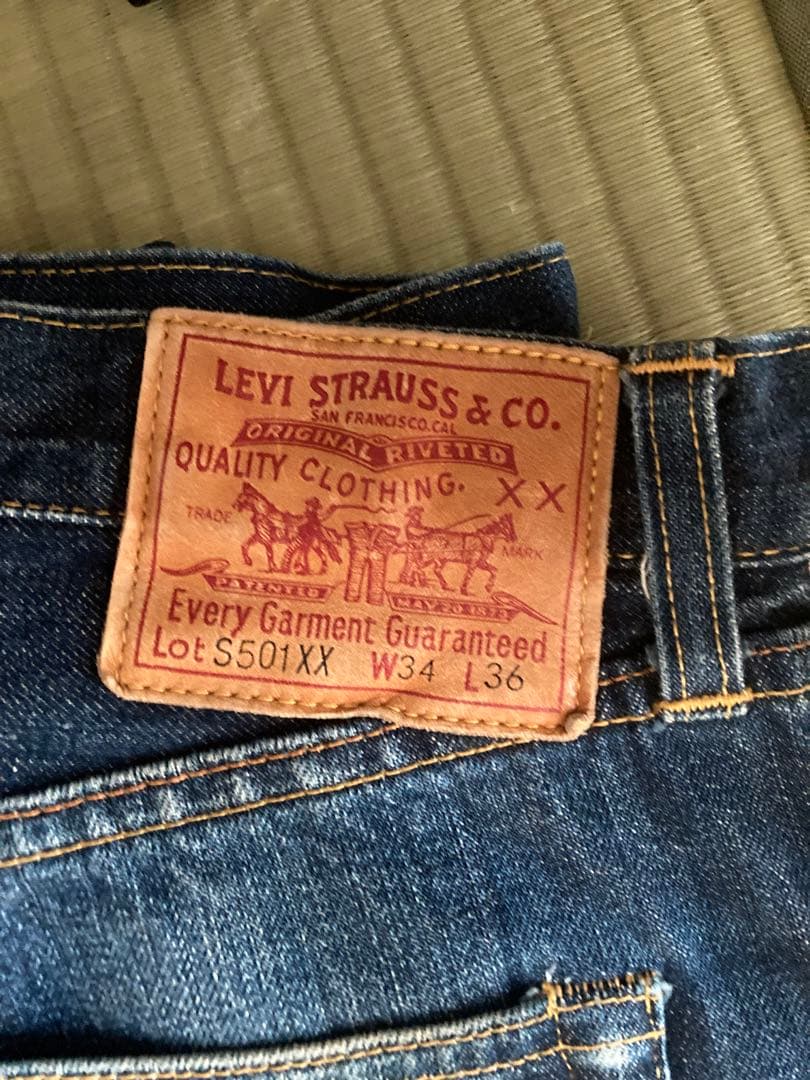 LEVI STRAUSS & CO.
SAN FRANCISCO.CAL
ORIGINAL RIVETED
QUALITY CLOTHING. XX
TRADE MARK
PATENTED MAY 20 1873
Every Garment Guaranteed
Lot S501XX W34 L36